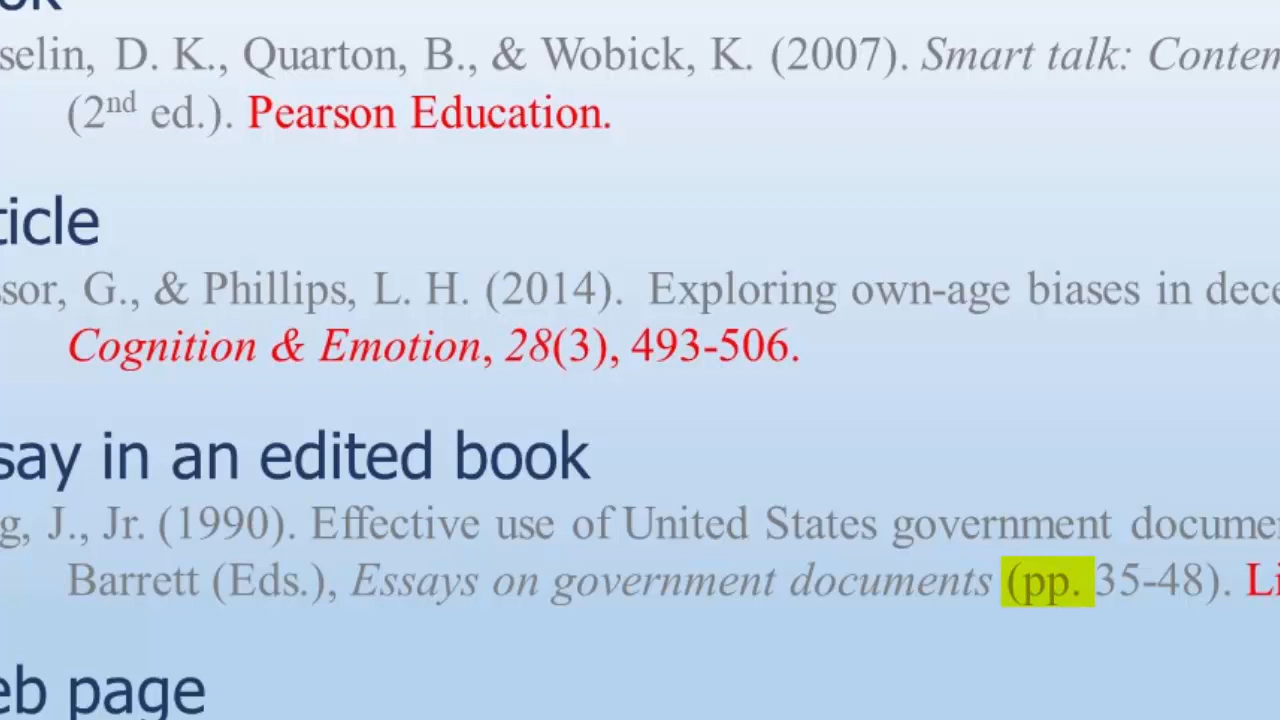 ok
selin, D. K., Quarton, B., & Wobick, K. (2007). Smart talk: Conten
(2nd ed.). Pearson Education.
ticle
sor, G., & Phillips, L. H. (2014). Exploring own-age biases in dece
Cognition & Emotion, 28(3), 493-506.
say in an edited book
g, J., Jr. (1990). Effective use of United States government docume
Barrett (Eds.), Essays on government documents (pp. 35-48). Li
eb page